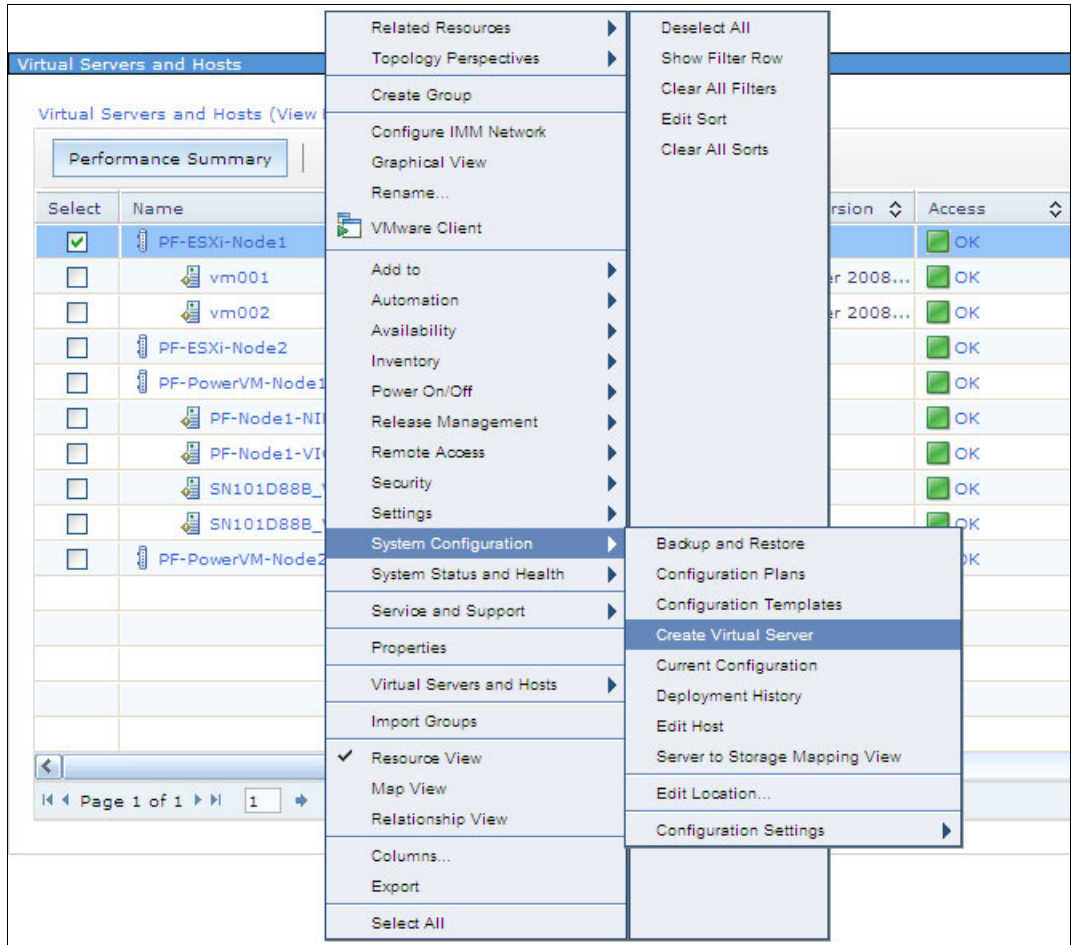 Virtual Servers and Hosts
Virtual Servers and Hosts (View
Performance Summary
Select
Name
rsion
Access
PF-ESXi-Node1
OK
vm001
r 2008...
OK
vm002
r 2008...
OK
PF-ESXi-Node2
OK
PF-PowerVM-Node1
OK
PF-Node1-NI
OK
PF-Node1-VI
OK
SN101D88B_
OK
SN101D88B_
OK
PF-PowerVM-Node2
OK
Page 1 of 1
1
Related Resources
Topology Perspectives
Create Group
Configure IMM Network
Graphical View
Rename...
VMware Client
Add to
Automation
Availability
Inventory
Power On/Off
Release Management
Remote Access
Security
Settings
System Configuration
System Status and Health
Service and Support
Properties
Virtual Servers and Hosts
Import Groups
Resource View
Map View
Relationship View
Columns...
Export
Select All
Deselect All
Show Filter Row
Clear All Filters
Edit Sort
Clear All Sorts
Backup and Restore
Configuration Plans
Configuration Templates
Create Virtual Server
Current Configuration
Deployment History
Edit Host
Server to Storage Mapping View
Edit Location...
Configuration Settings